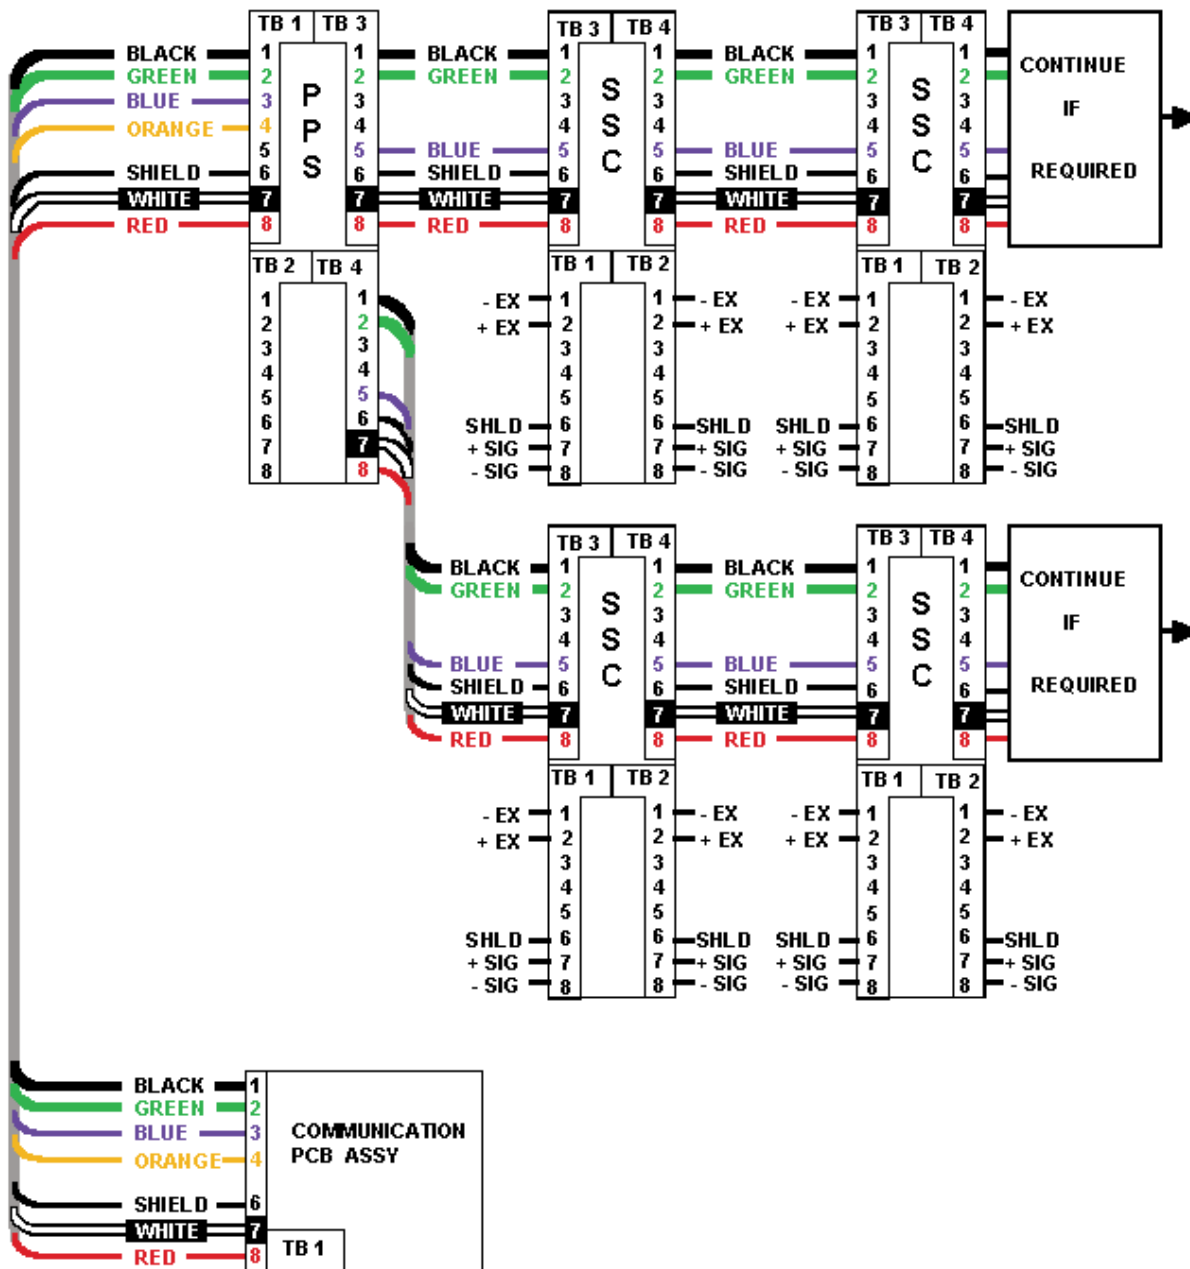 TB 1 TB 3 TB 3 TB 4 TB 3 TB 4
BLACK 1 1 BLACK 1 1 BLACK 1 1
GREEN 2 2 GREEN 2 2 GREEN 2 2
BLUE 3 3 3 3 3 3
ORANGE 4 4 4 4 4 4
5 5 BLUE 5 5 BLUE 5 5
SHIELD 6 6 SHIELD 6 6 SHIELD 6 6
WHITE 7 7 WHITE 7 7 WHITE 7 7
RED 8 8 RED 8 8 RED 8 8
PPS
SSC
SSC
CONTINUE
IF
REQUIRED
TB 2 TB 4 TB 1 TB 2 TB 1 TB 2
1 1 - EX 1 1 - EX - EX 1 1 - EX
2 2 + EX 2 2 + EX + EX 2 2 + EX
3 3 3 3 3 3
4 4 4 4 4 4
5 5 5 5 5 5
6 6 SHLD 6 6 SHLD SHLD 6 6 SHLD
7 7 + SIG 7 7 + SIG + SIG 7 7 + SIG
8 8 - SIG 8 8 - SIG - SIG 8 8 - SIG
TB 3 TB 4 TB 3 TB 4
BLACK 1 1 BLACK 1 1
GREEN 2 2 GREEN 2 2
3 3 3 3
4 4 4 4
BLUE 5 5 BLUE 5 5
SHIELD 6 6 SHIELD 6 6
WHITE 7 7 WHITE 7 7
RED 8 8 RED 8 8
SSC
SSC
CONTINUE
IF
REQUIRED
TB 1 TB 2 TB 1 TB 2
- EX 1 1 - EX - EX 1 1 - EX
+ EX 2 2 + EX + EX 2 2 + EX
3 3 3 3
4 4 4 4
5 5 5 5
SHLD 6 6 SHLD SHLD 6 6 SHLD
+ SIG 7 7 + SIG + SIG 7 7 + SIG
- SIG 8 8 - SIG - SIG 8 8 - SIG
BLACK 1
GREEN 2
BLUE 3
ORANGE 4
SHIELD 6
WHITE 7
RED 8
COMMUNICATION
PCB ASSY
TB 1